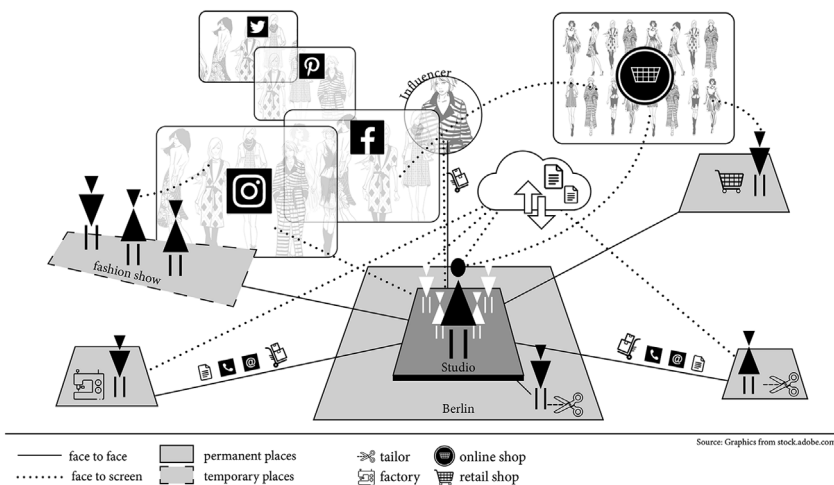 Influencer
fashion show
Studio
Berlin
Source: Graphics from stock.adobe.com
face to face
permanent places
tailor
online shop
face to screen
temporary places
factory
retail shop